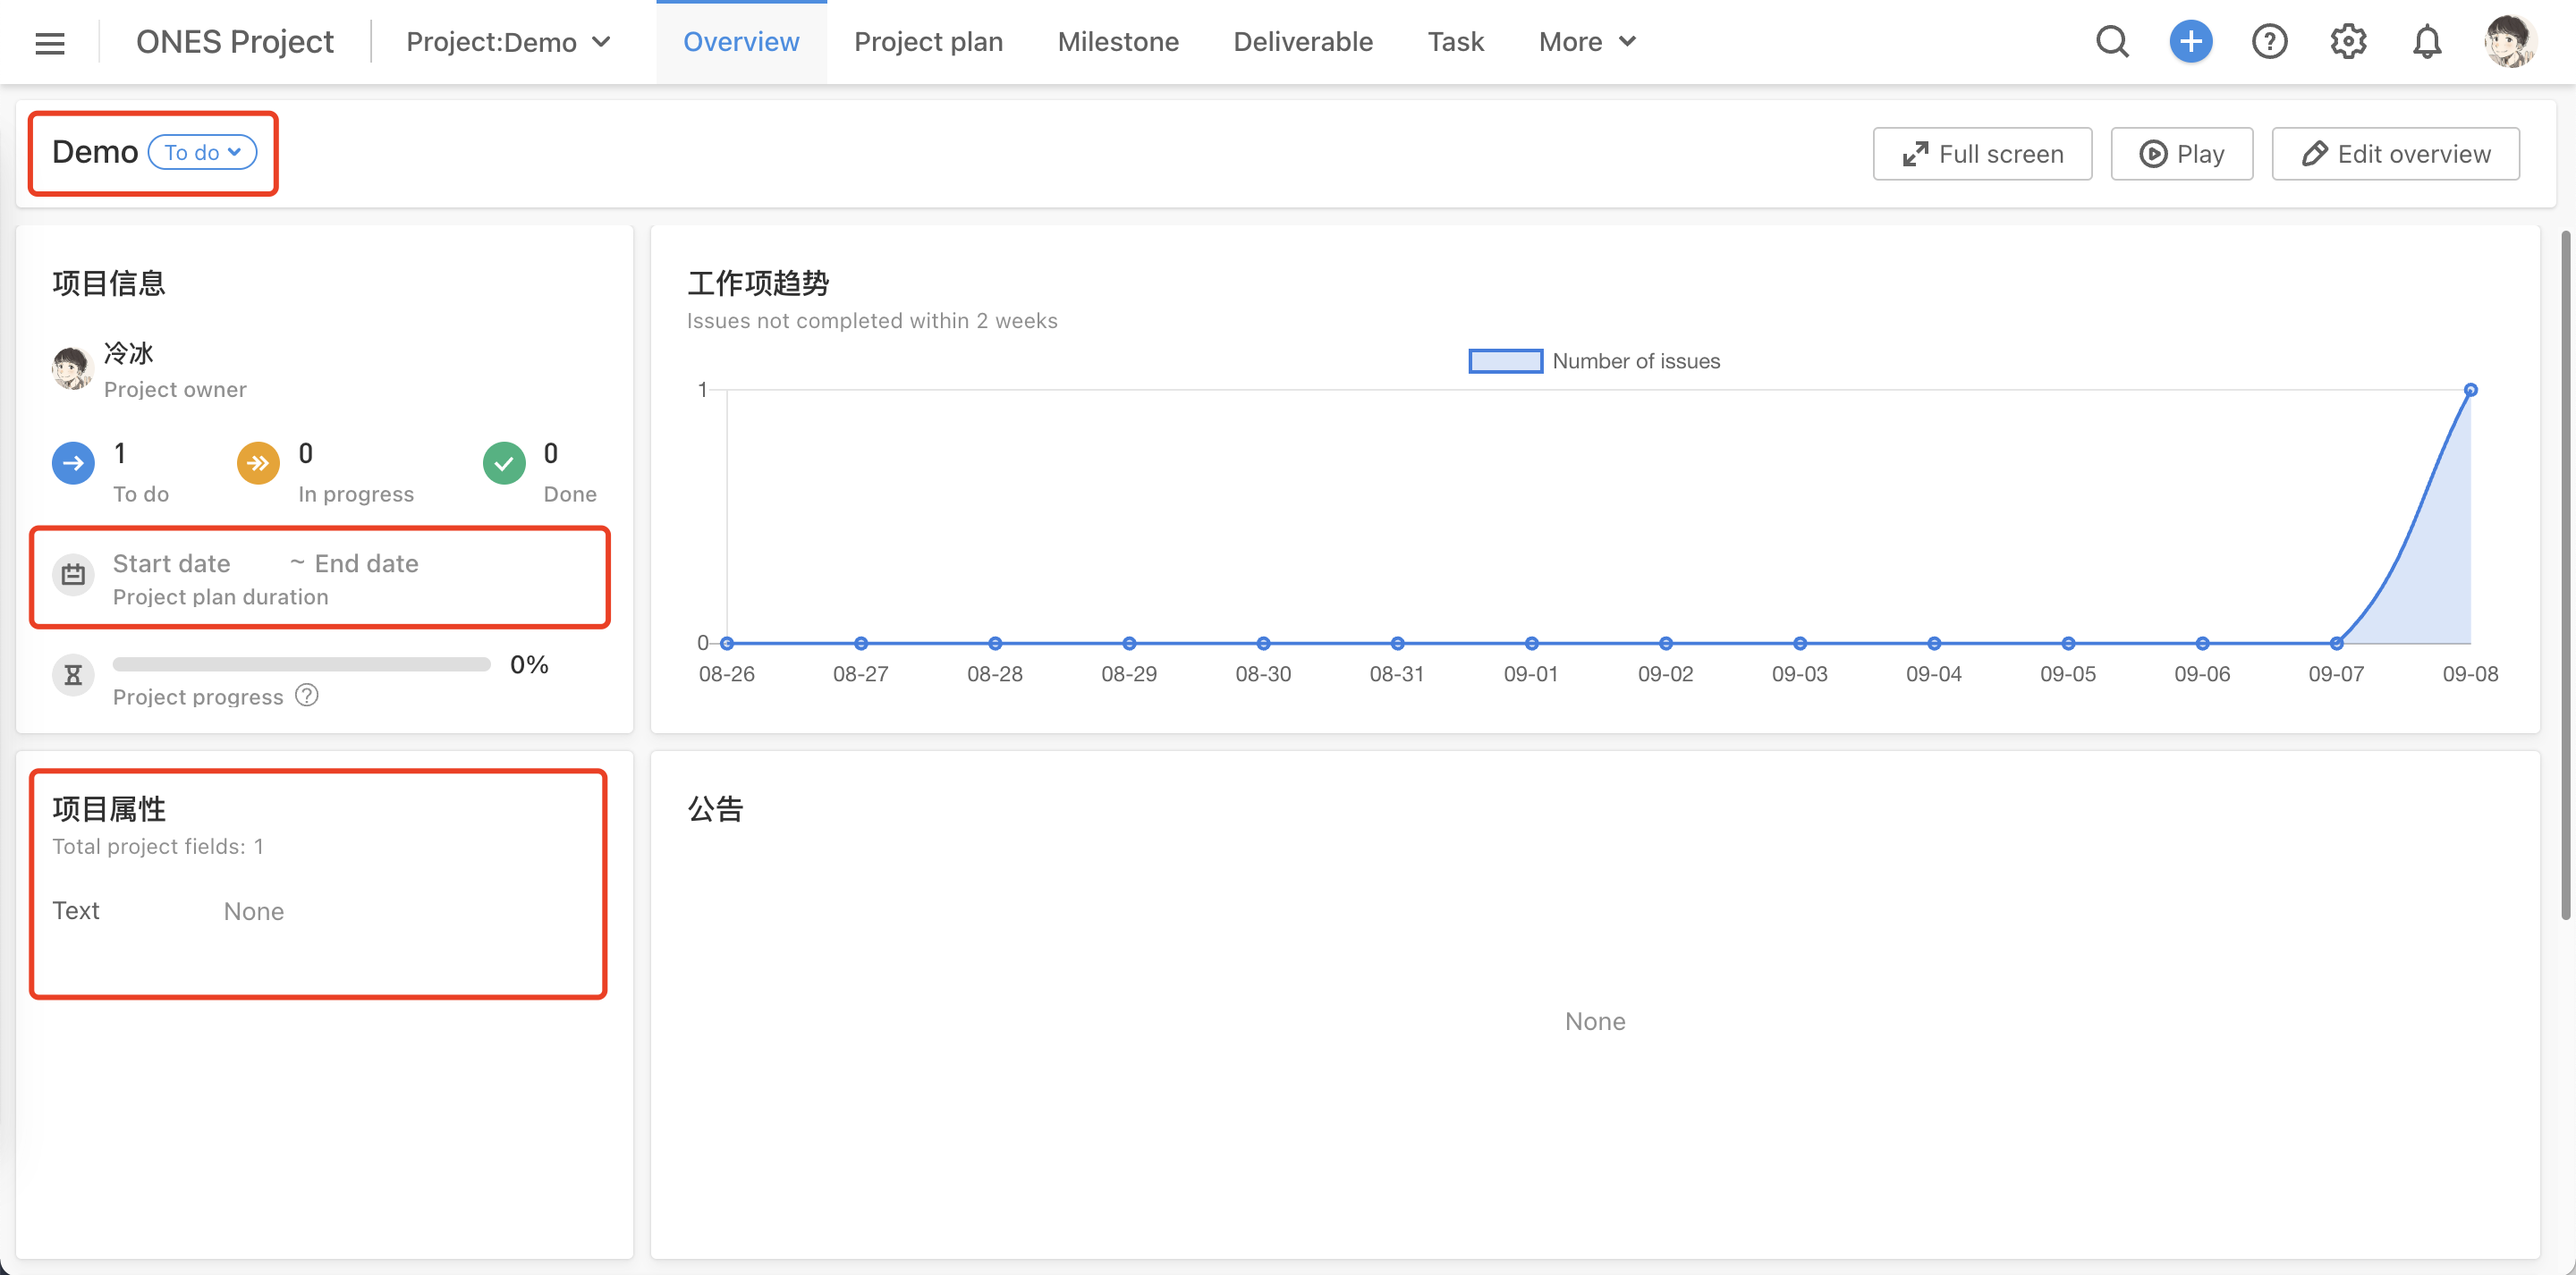 ONES Project
Project:Demo
Overview
Project plan
Milestone
Deliverable
Task
More
Demo
To do
Full screen
Play
Edit overview
项目信息
冷冰
Project owner
1
To do
0
In progress
0
Done
Start date ~ End date
Project plan duration
0%
Project progress
工作项趋势
Issues not completed within 2 weeks
Number of issues
1
0
08-26 08-27 08-28 08-29 08-30 08-31 09-01 09-02 09-03 09-04 09-05 09-06 09-07 09-08
项目属性
Total project fields: 1
Text None
公告
None